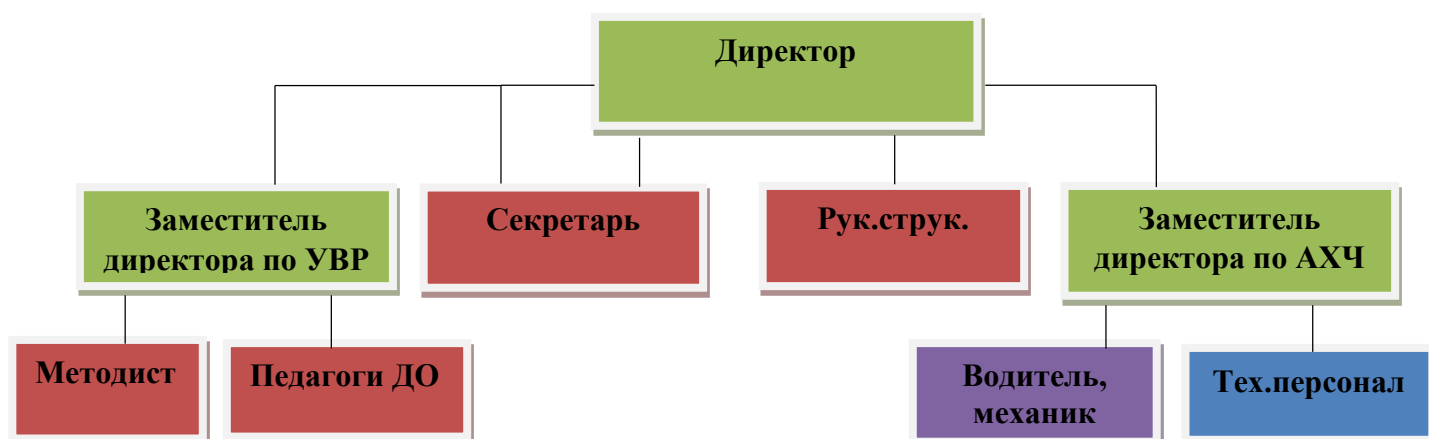 Директор
Заместитель
директора по УВР
Секретарь
Рук.струк.
Заместитель
директора по АХЧ
Методист
Педагоги ДО
Водитель,
механик
Тех.персонал